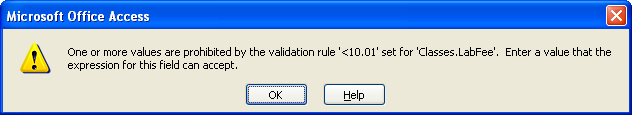 Microsoft Office Access
One or more values are prohibited by the validation rule '<10.01' set for 'Classes.LabFee'.  Enter a value that the
expression for this field can accept.
OK
Help